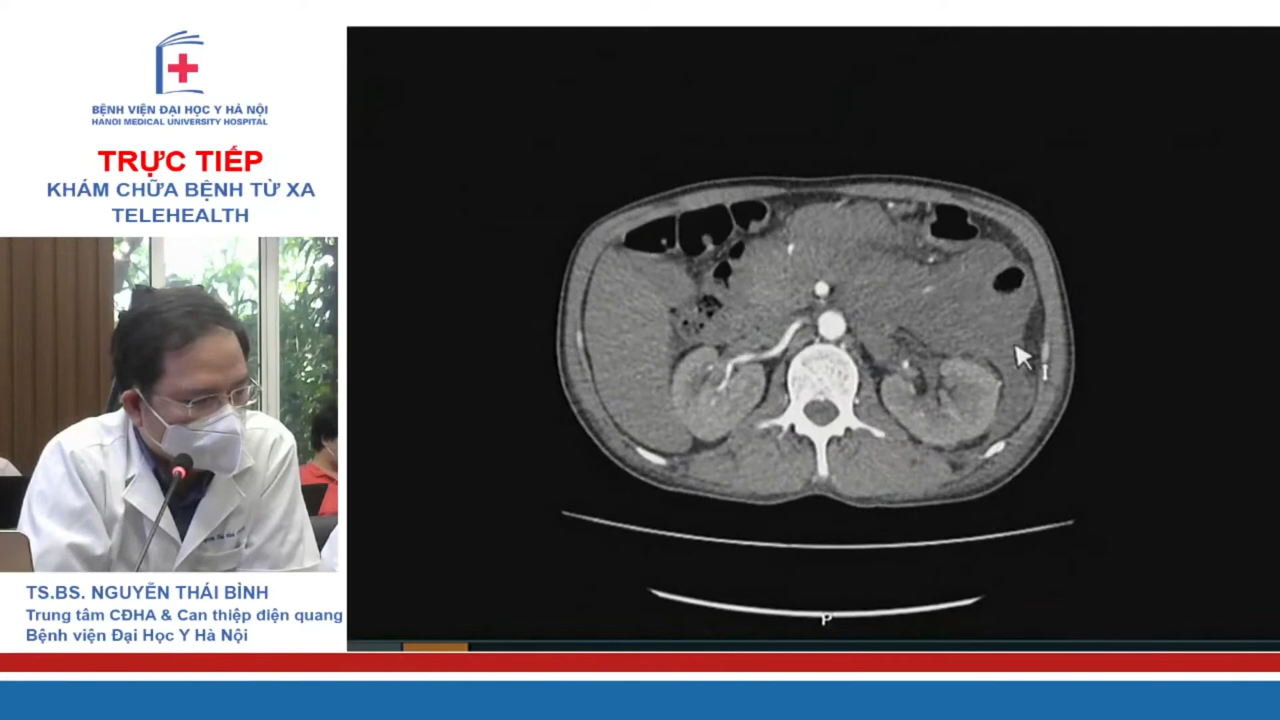 BỆNH VIỆN ĐẠI HỌC Y HÀ NỘI
HANOI MEDICAL UNIVERSITY HOSPITAL
TRỰC TIẾP
KHÁM CHỮA BỆNH TỪ XA
TELEHEALTH
TS.BS. NGUYỄN THÁI BÌNH
Trung tâm CĐHA & Can thiệp điện quang
Bệnh viện Đại Học Y Hà Nội
P